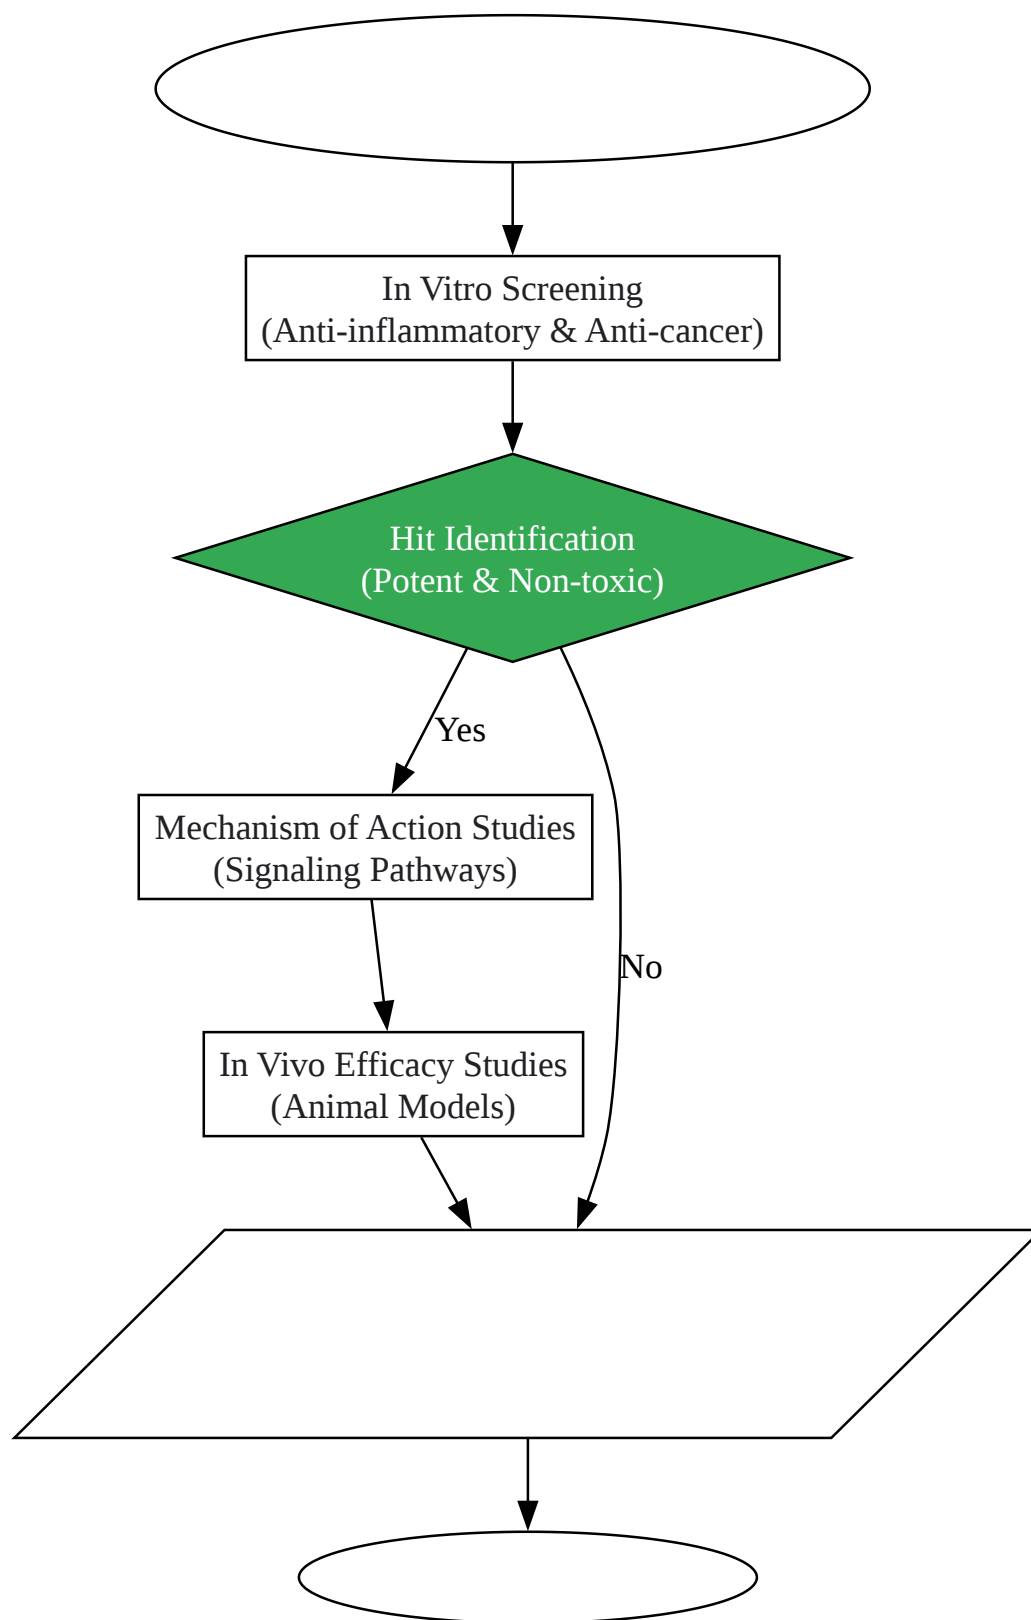 In Vitro Screening
(Anti-inflammatory & Anti-cancer)
Hit Identification
(Potent & Non-toxic)
Yes
Mechanism of Action Studies
(Signaling Pathways)
No
In Vivo Efficacy Studies
(Animal Models)